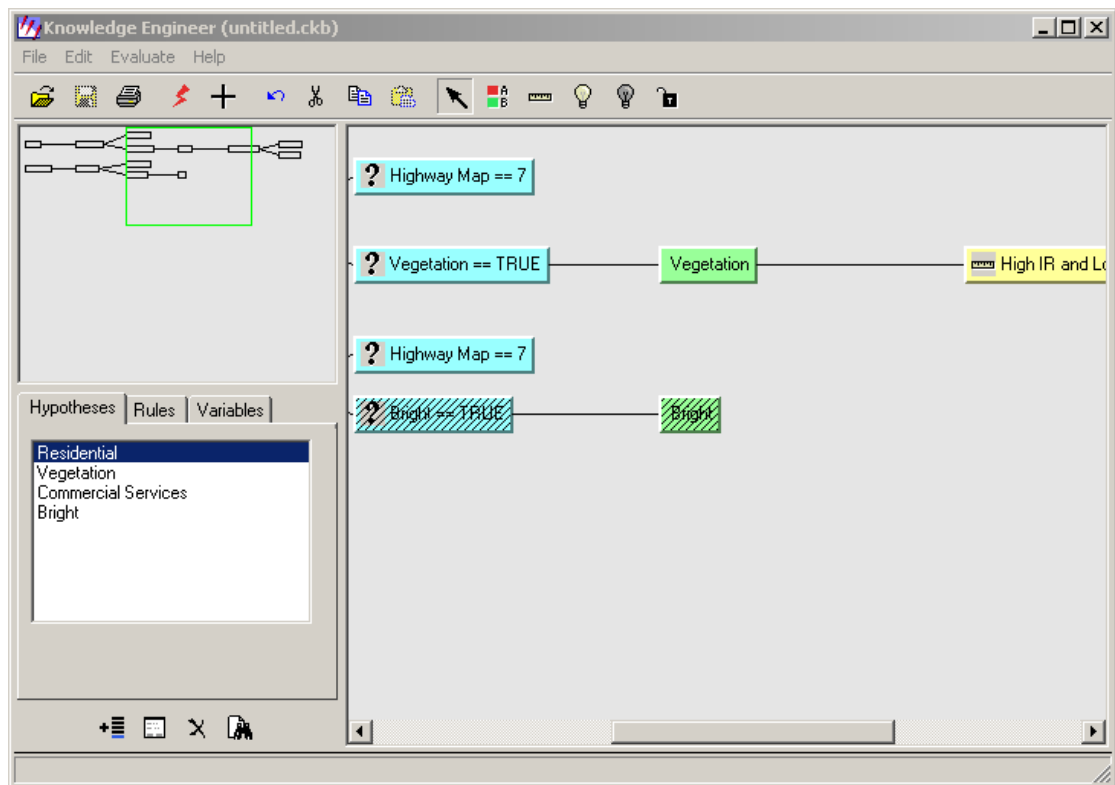 Knowledge Engineer (untitled.ckb)
File Edit Evaluate Help
A
B
Highway Map == 7
Vegetation == TRUE
Vegetation
High IR and Lo
Highway Map == 7
Bright == TRUE
Bright
Hypotheses
Rules
Variables
Residential
Vegetation
Commercial Services
Bright